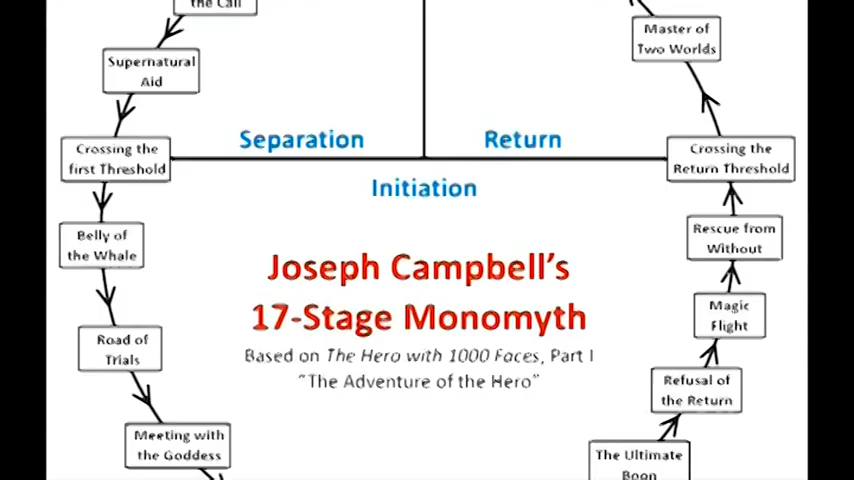 the Call
Master of
Two Worlds
Supernatural
Aid
Separation
Return
Crossing the
first Threshold
Crossing the
Return Threshold
Initiation
Belly of
the Whale
Rescue from
Without
Joseph Campbell's
17-Stage Monomyth
Based on The Hero with 1000 Faces, Part I
"The Adventure of the Hero"
Magic
Flight
Road of
Trials
Refusal of
the Return
Meeting with
the Goddess
The Ultimate
Boon